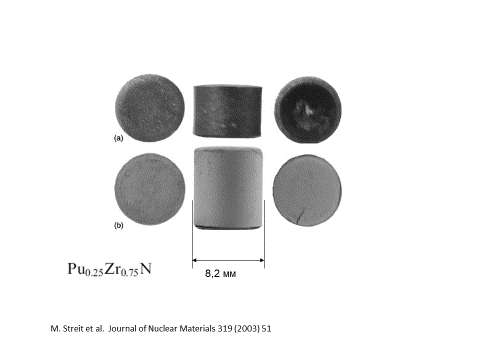 (a)
(b)
Pu0.25Zr0.75N
8,2 мм
M. Streit et al. Journal of Nuclear Materials 319 (2003) 51